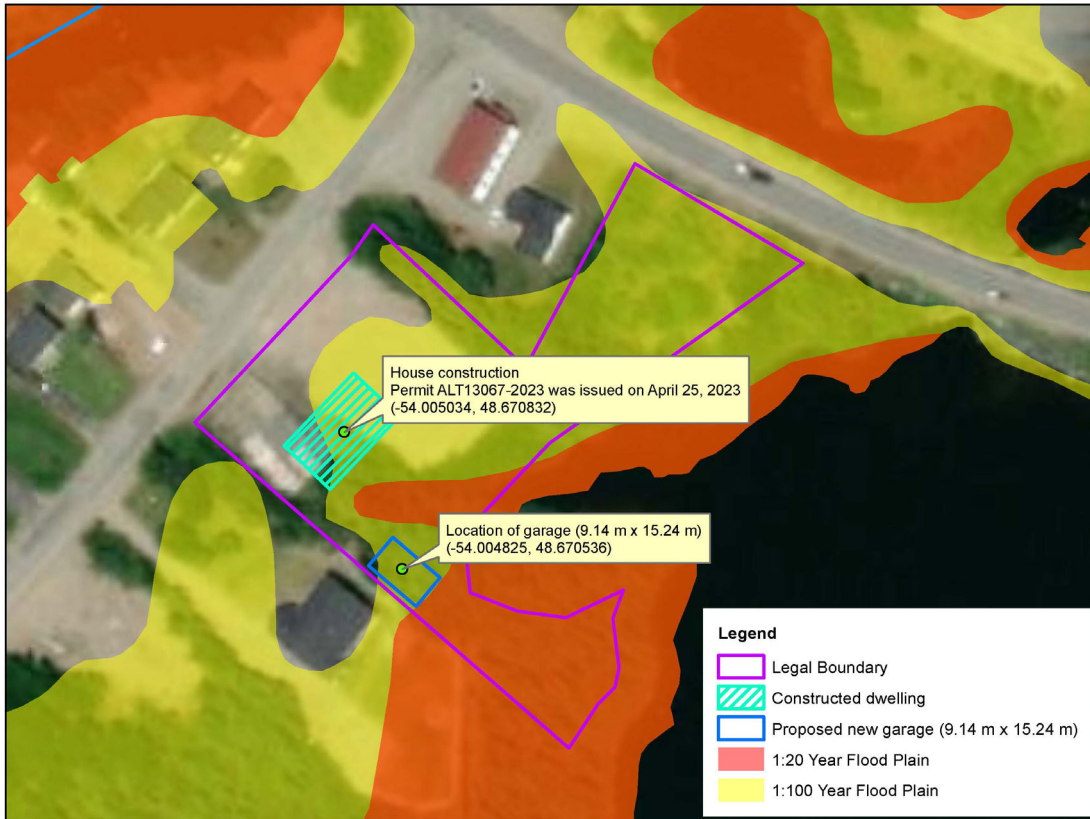 House construction
Permit ALT13067-2023 was issued on April 25, 2023
(-54.005034, 48.670832)
Location of garage (9.14 m x 15.24 m)
(-54.004825, 48.670536)
Legend
Legal Boundary
Constructed dwelling
Proposed new garage (9.14 m x 15.24 m)
1:20 Year Flood Plain
1:100 Year Flood Plain